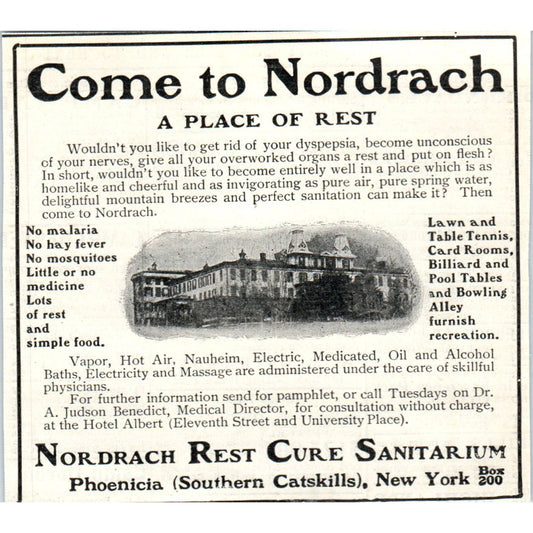 Come to Nordrach
A PLACE OF REST
Wouldn't you like to get rid of your dyspepsia, become unconscious
of your nerves, give all your overworked organs a rest and put on flesh?
In short, wouldn't you like to become entirely well in a place which is as
homelike and cheerful and as invigorating as pure air, pure spring water,
delightful mountain breezes and perfect sanitation can make it? Then
come to Nordrach.
No malaria
No hay fever
No mosquitoes
Little or no
medicine
Lots
of rest
and
simple food.
Lawn and
Table Tennis,
Card Rooms,
Billiard and
Pool Tables
and Bowling
Alley
furnish
recreation.
Vapor, Hot Air, Nauheim, Electric, Medicated, Oil and Alcohol
Baths, Electricity and Massage are administered under the care of skillful
physicians.
For further information send for pamphlet, or call Tuesdays on Dr.
A. Judson Benedict, Medical Director, for consultation without charge,
at the Hotel Albert (Eleventh Street and University Place).
NORDRACH REST CURE SANITARIUM
Phoenicia (Southern Catskills), New York Box 200